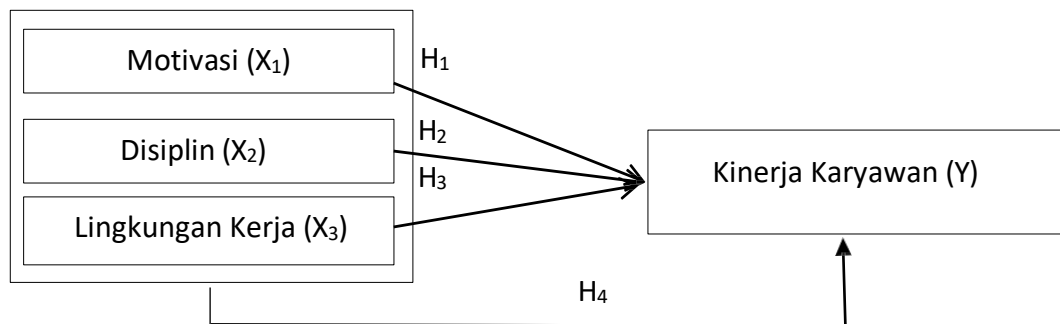 Motivasi (X₁)
H₁
Disiplin (X₂)
H₂
H₃
Kinerja Karyawan (Y)
Lingkungan Kerja (X₃)
H₄